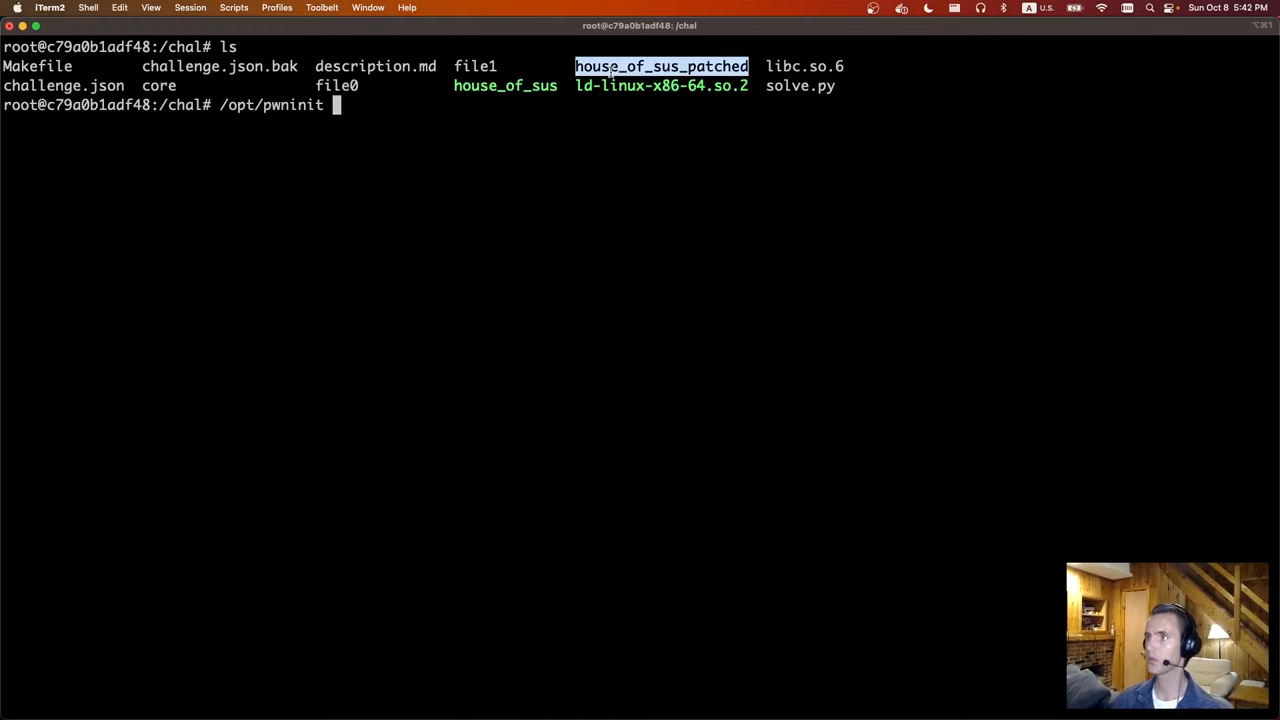 iTerm2 Shell Edit View Session Scripts Profiles Toolbelt Window Help A U.S. Sun Oct 8 5:42 PM
root@c79a0b1adf48: /chal ⌥⌘1
root@c79a0b1adf48:/chal# ls
Makefile challenge.json.bak description.md file1 house_of_sus_patched libc.so.6
challenge.json core file0 house_of_sus ld-linux-x86-64.so.2 solve.py
root@c79a0b1adf48:/chal# /opt/pwninit